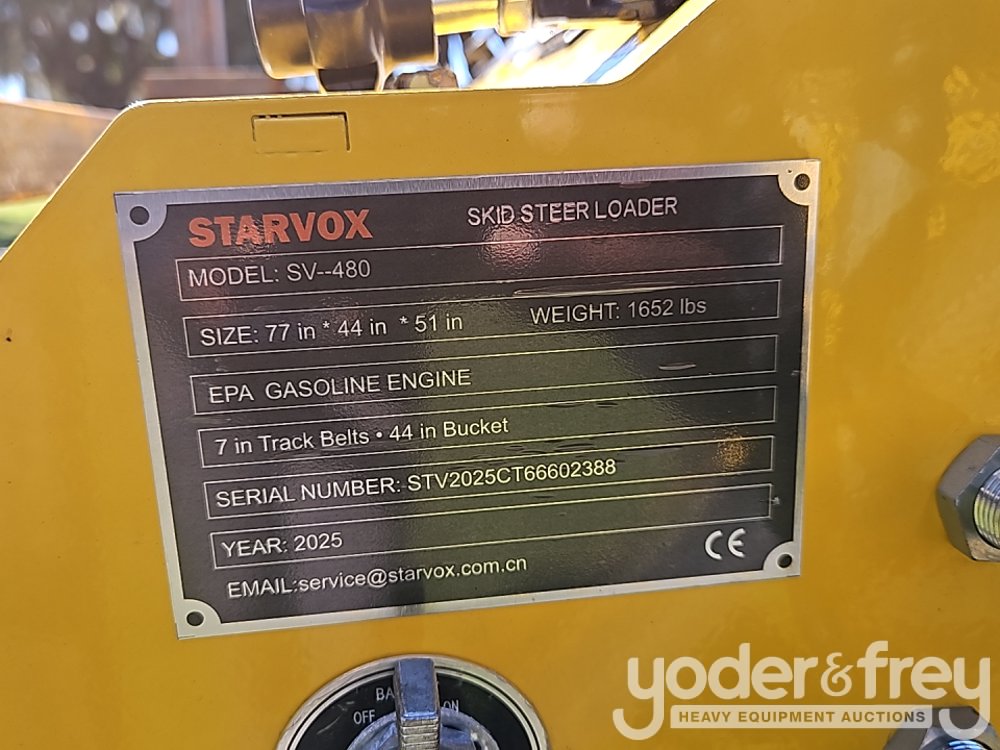 STARVOX SKID STEER LOADER
MODEL: SV--480
SIZE: 77 in * 44 in * 51 in WEIGHT: 1652 lbs
EPA GASOLINE ENGINE
7 in Track Belts • 44 in Bucket
SERIAL NUMBER: STV2025CT66602388
YEAR: 2025
CE
EMAIL:service@starvox.com.cn
OFF ON
yoder&frey
HEAVY EQUIPMENT AUCTIONS